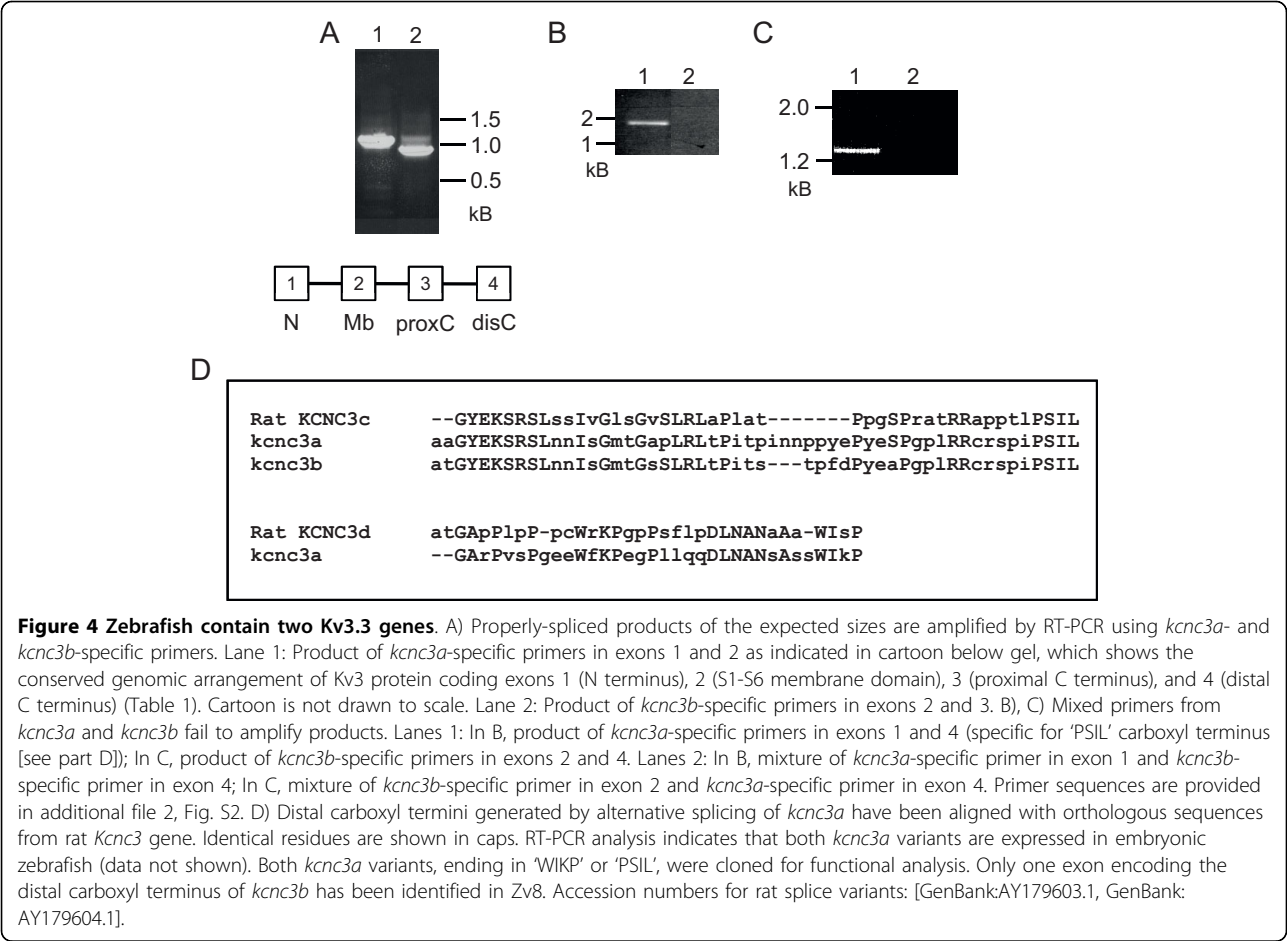 A
1 2
1.5
1.0
0.5
kB
B
1 2
2
1
kB
C
1 2
2.0
1.2
kB
1 2 3 4
N Mb proxC disC
D
Rat KCNC3c --GYEKSRSLssIvGlsGvSLRLaPlat-------PpgSPratRRapptlPSIL
kcnc3a aaGYEKSRSLnnIsGmtGapLRLtPitpinnppyePyeSPgplRRcrspiPSIL
kcnc3b atGYEKSRSLnnIsGmtGsSLRLtPits---tpfdPyeaPgplRRcrspiPSIL
Rat KCNC3d atGApPlpP-pcWrKPgpPsflpDLNANaAa-WIsP
kcnc3a --GArPvsPgeeWfKPegPllqqDLNANsAssWIkP
Figure 4 Zebrafish contain two Kv3.3 genes. A) Properly-spliced products of the expected sizes are amplified by RT-PCR using kcnc3a- and
kcnc3b-specific primers. Lane 1: Product of kcnc3a-specific primers in exons 1 and 2 as indicated in cartoon below gel, which shows the
conserved genomic arrangement of Kv3 protein coding exons 1 (N terminus), 2 (S1-S6 membrane domain), 3 (proximal C terminus), and 4 (distal
C terminus) (Table 1). Cartoon is not drawn to scale. Lane 2: Product of kcnc3b-specific primers in exons 2 and 3. B), C) Mixed primers from
kcnc3a and kcnc3b fail to amplify products. Lanes 1: In B, product of kcnc3a-specific primers in exons 1 and 4 (specific for 'PSIL' carboxyl terminus
[see part D]); In C, product of kcnc3b-specific primers in exons 2 and 4. Lanes 2: In B, mixture of kcnc3a-specific primer in exon 1 and kcnc3b-
specific primer in exon 4; In C, mixture of kcnc3b-specific primer in exon 2 and kcnc3a-specific primer in exon 4. Primer sequences are provided
in additional file 2, Fig. S2. D) Distal carboxyl termini generated by alternative splicing of kcnc3a have been aligned with orthologous sequences
from rat Kcnc3 gene. Identical residues are shown in caps. RT-PCR analysis indicates that both kcnc3a variants are expressed in embryonic
zebrafish (data not shown). Both kcnc3a variants, ending in 'WIKP' or 'PSIL', were cloned for functional analysis. Only one exon encoding the
distal carboxyl terminus of kcnc3b has been identified in Zv8. Accession numbers for rat splice variants: [GenBank:AY179603.1, GenBank:
AY179604.1].